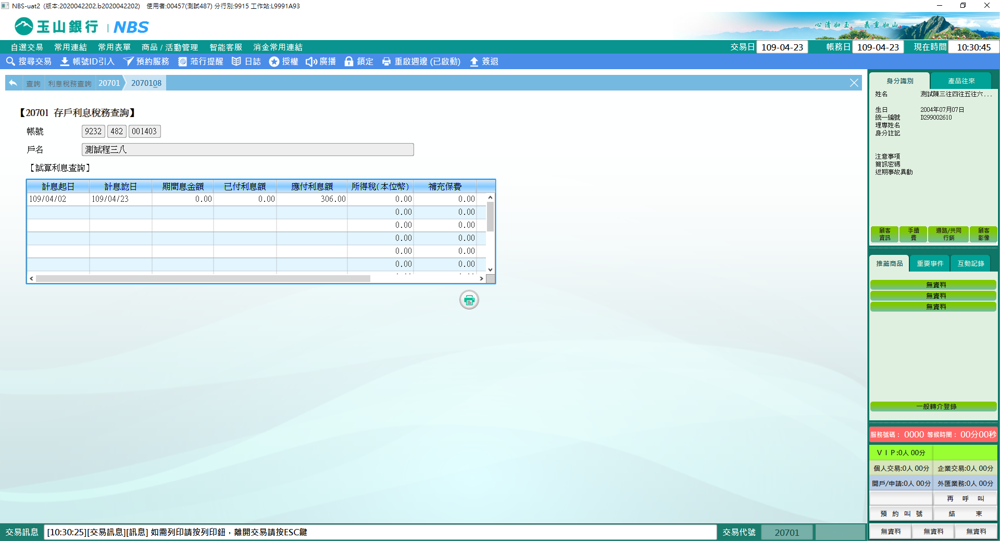 NBS-uat2 (版本:2020042202.b2020042202) 使用者:00457(測試487) 分行別:9915 工作站:L9991A93
玉山銀行 | NBS
心清如玉 義重如山
自選交易 常用連結 常用表單 商品 / 活動管理 智能客服 消金常用連結 交易日 109-04-23 帳務日 109-04-23 現在時間 10:30:45
搜尋交易 帳號ID引入 預約服務 蒞行提醒 日誌 授權 廣播 鎖定 重啟週邊 (已啟動) 簽退
查詢 利息稅務查詢 20701 2070108
【20701 存戶利息稅務查詢】
帳號 9232 482 001403
戶名 測試程三八
【試算利息查詢】
計息起日 計息訖日 期間息金額 已付利息額 應付利息額 所得稅(本位幣) 補充保費
109/04/02 109/04/23 0.00 0.00 306.00 0.00 0.00
0.00 0.00
0.00 0.00
0.00 0.00
0.00 0.00
0.00 0.00
身分識別 產品往來
姓名 測試陳三往四往五往六...
生日 2004年07月07日
統一編號 D299002610
理專姓名
身分註記
注意事項
簡訊密碼
近期事故異動
顧客資訊 手續費 通路/共同行銷 顧客影像
推薦商品 重要事件 互動記錄
無資料
無資料
無資料
一般轉介登錄
服務號碼: 0000 等候時間: 00分00秒
VIP:0人 00分
個人交易:0人 00分 企業交易:0人 00分
開戶/申請:0人 00分 外匯業務:0人 00分
再 呼 叫
預 約 叫 號 結 束
無資料 無資料 無資料
交易訊息 [10:30:25][交易訊息][訊息] 如需列印請按列印鈕，離開交易請按ESC鍵 交易代號 20701